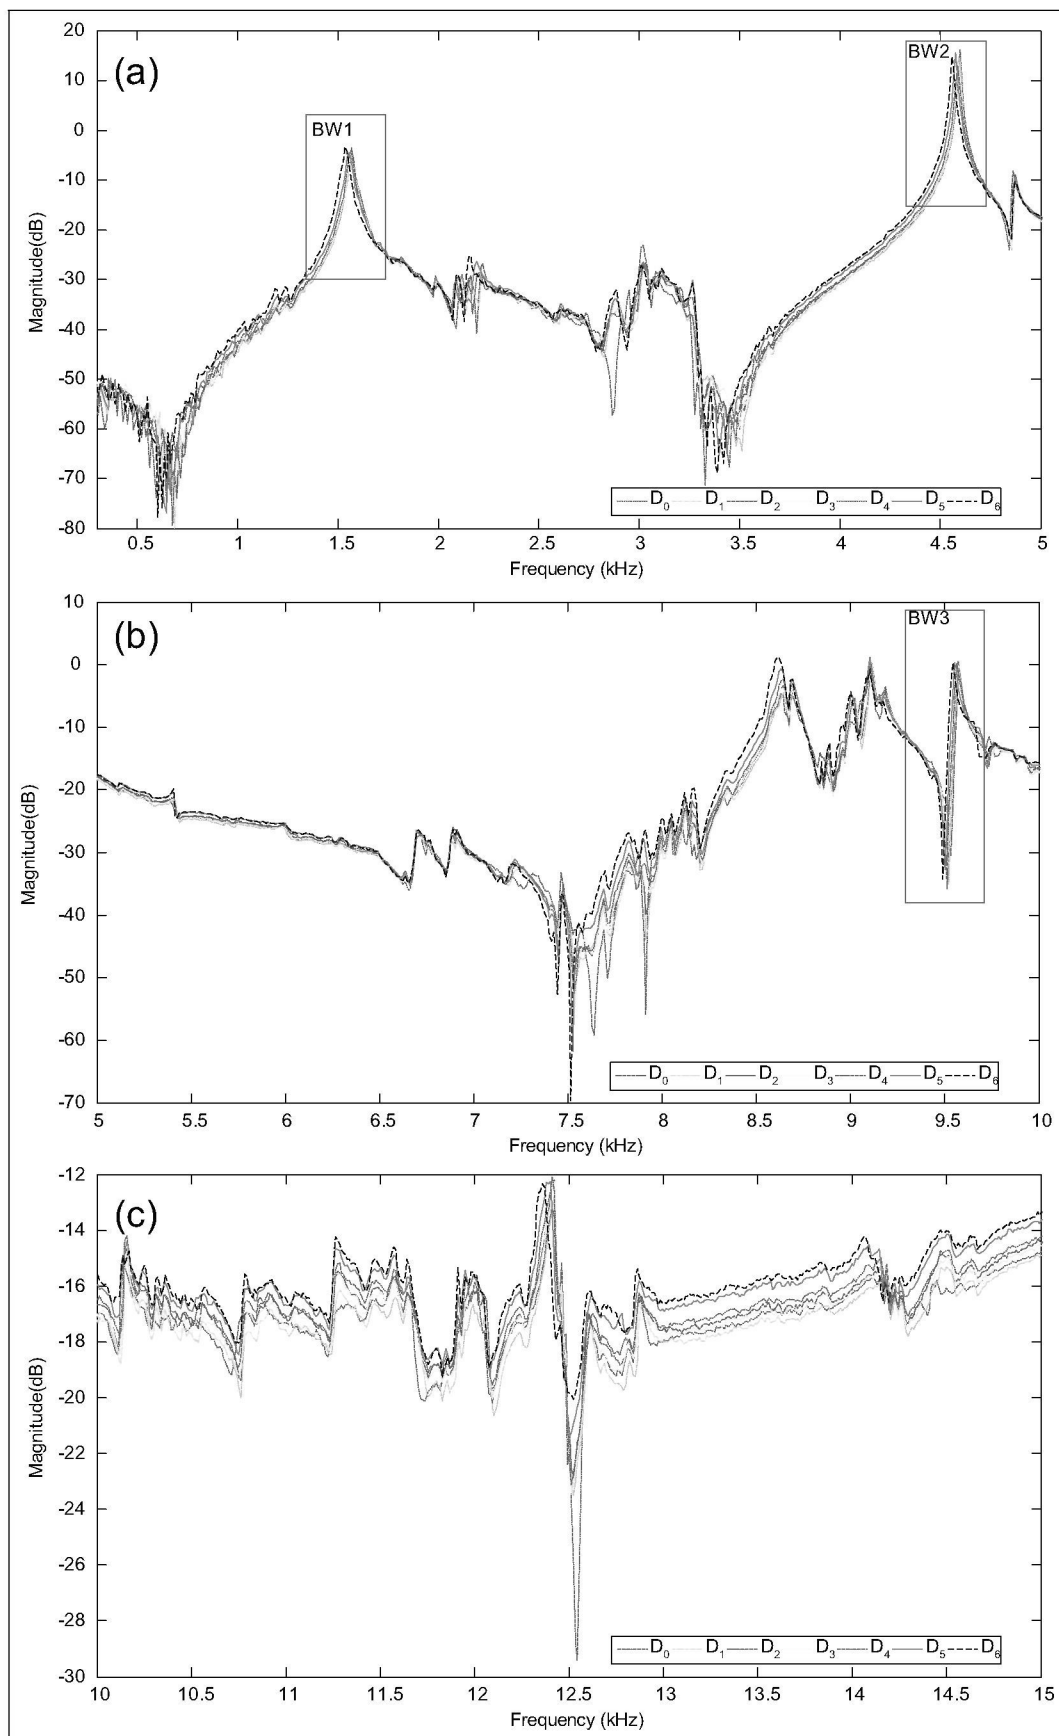 (a)
BW1
BW2
20
10
0
-10
-20
-30
-40
-50
-60
-70
-80
Magnitude(dB)
D0 D1 D2 D3 D4 D5 D6
0.5 1 1.5 2 2.5 3 3.5 4 4.5 5
Frequency (kHz)
(b)
BW3
10
0
-10
-20
-30
-40
-50
-60
-70
Magnitude(dB)
D0 D1 D2 D3 D4 D5 D6
5 5.5 6 6.5 7 7.5 8 8.5 9 9.5 10
Frequency (kHz)
(c)
-12
-14
-16
-18
-20
-22
-24
-26
-28
-30
Magnitude(dB)
D0 D1 D2 D3 D4 D5 D6
10 10.5 11 11.5 12 12.5 13 13.5 14 14.5 15
Frequency (kHz)